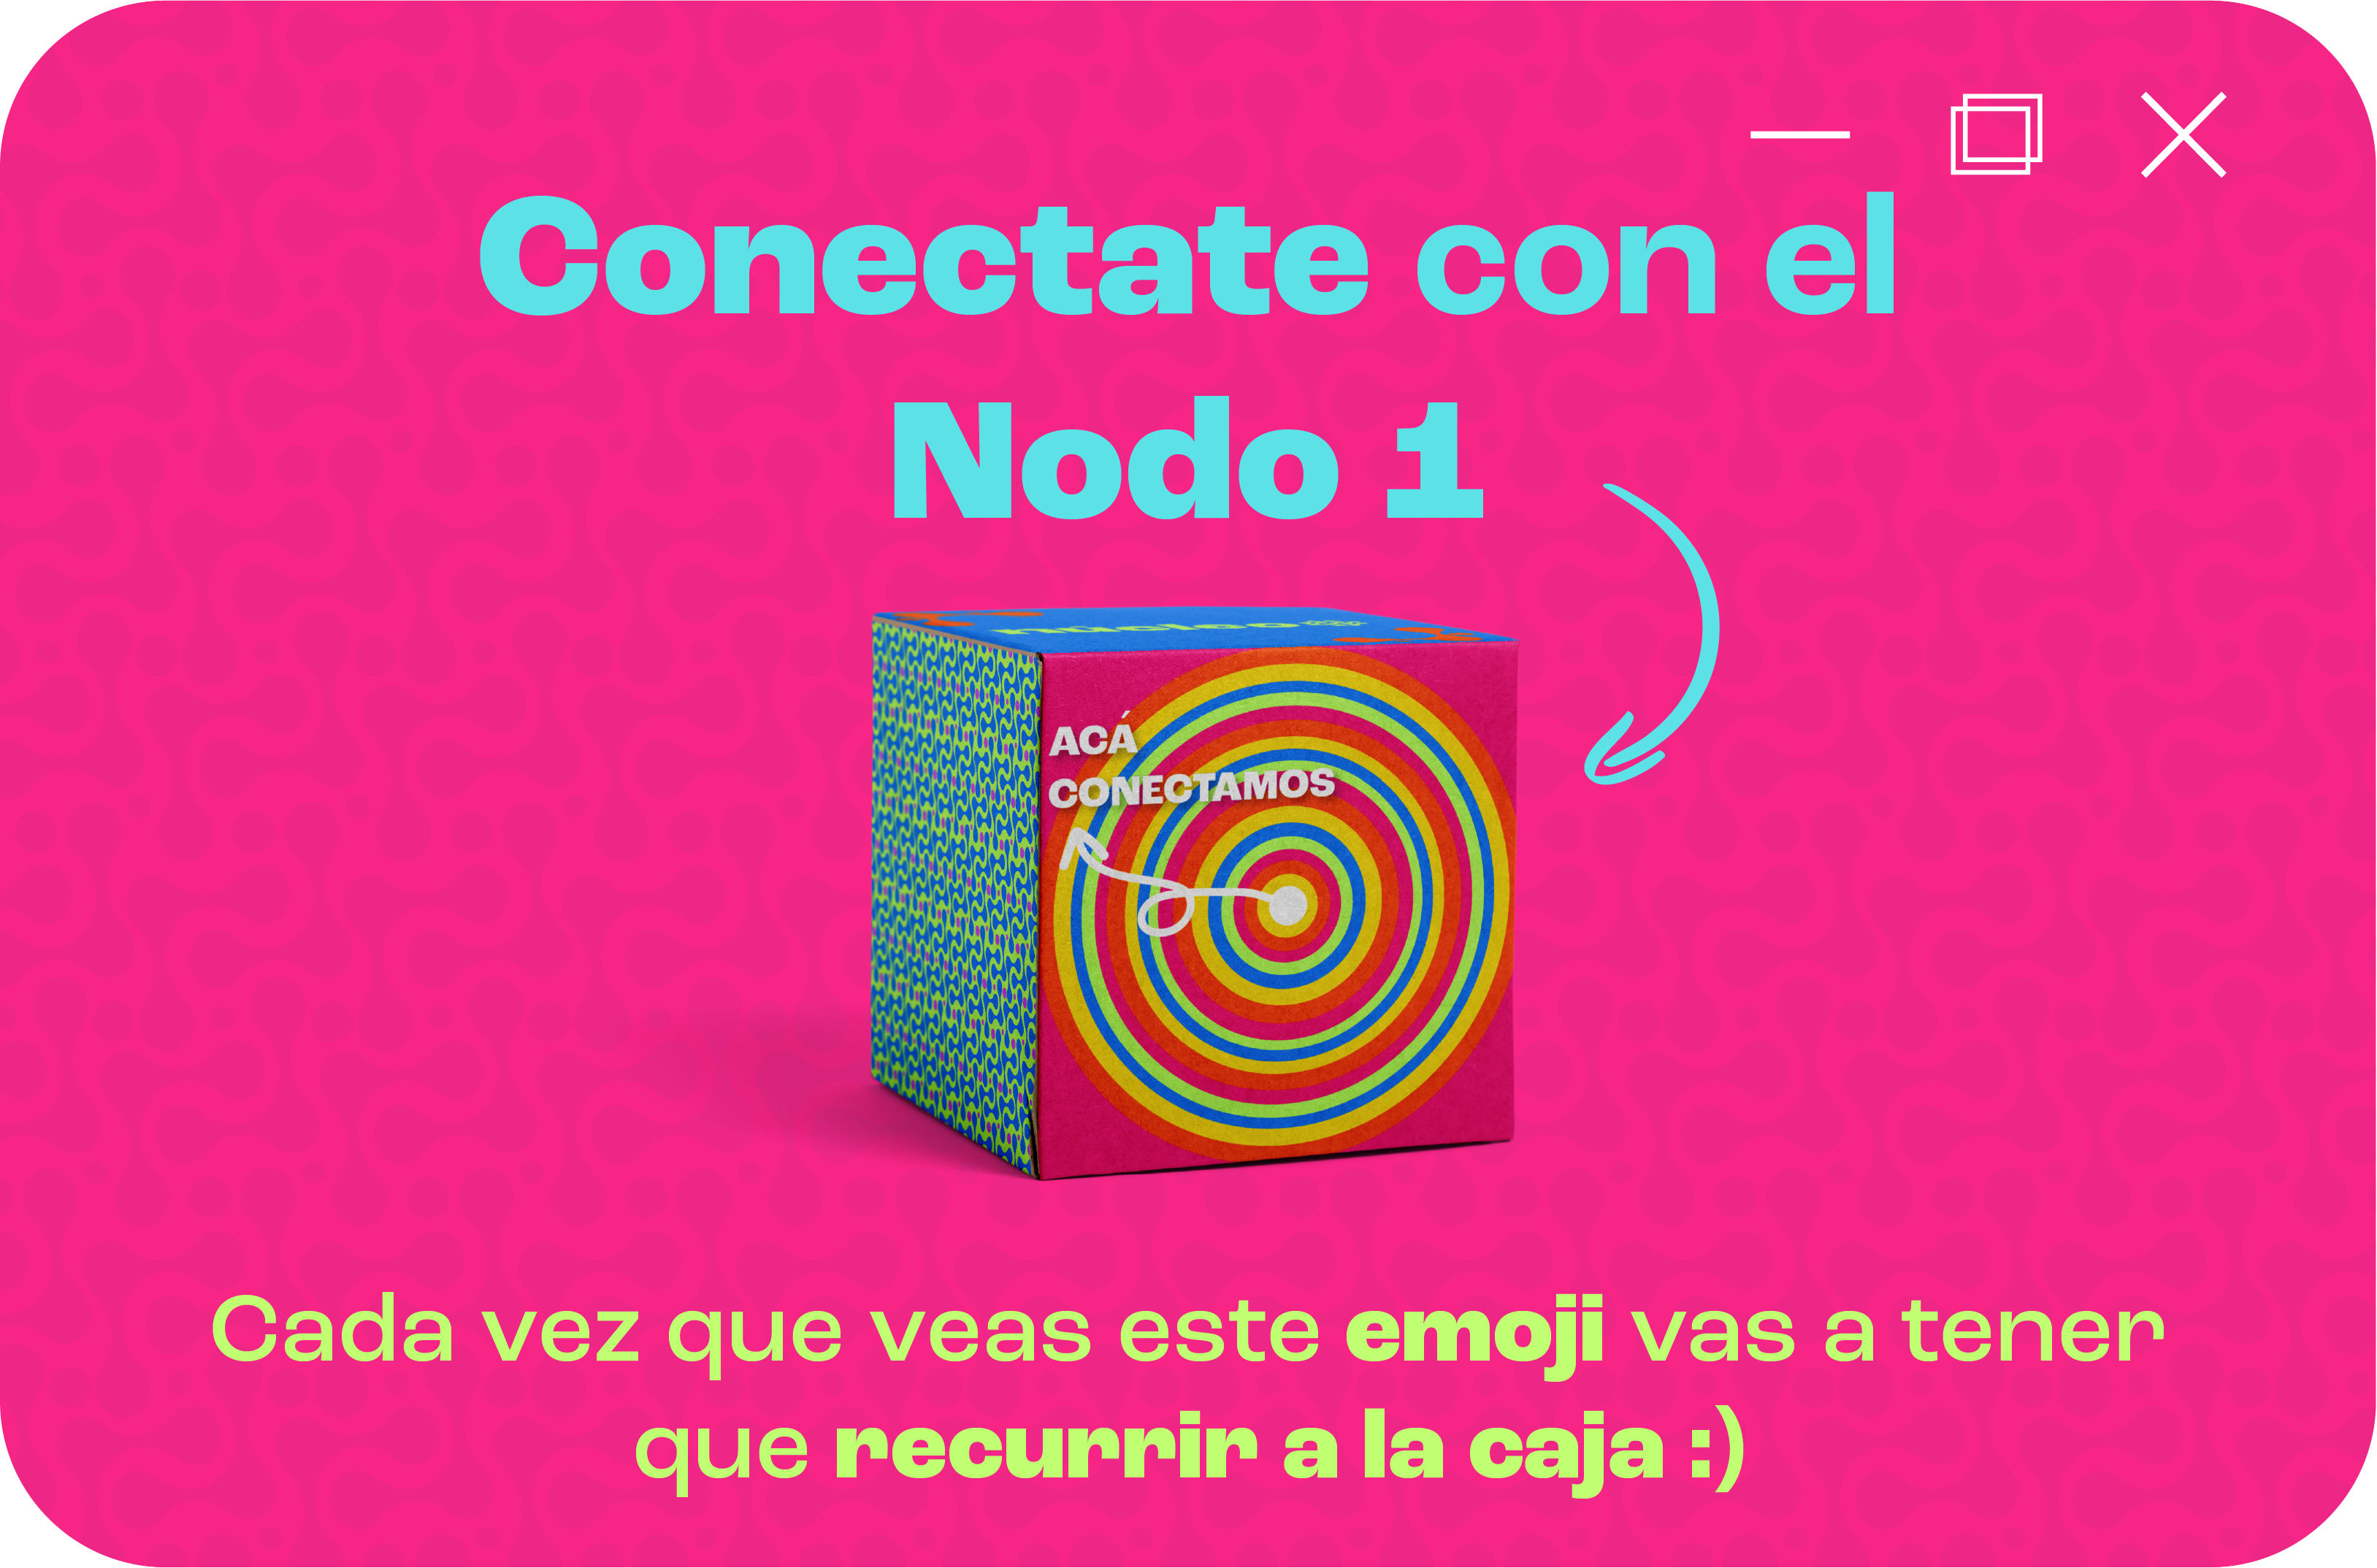 Conectate con el
Nodo 1
núcleo
ACÁ
CONECTAMOS
Cada vez que veas este emoji vas a tener
que recurrir a la caja :)